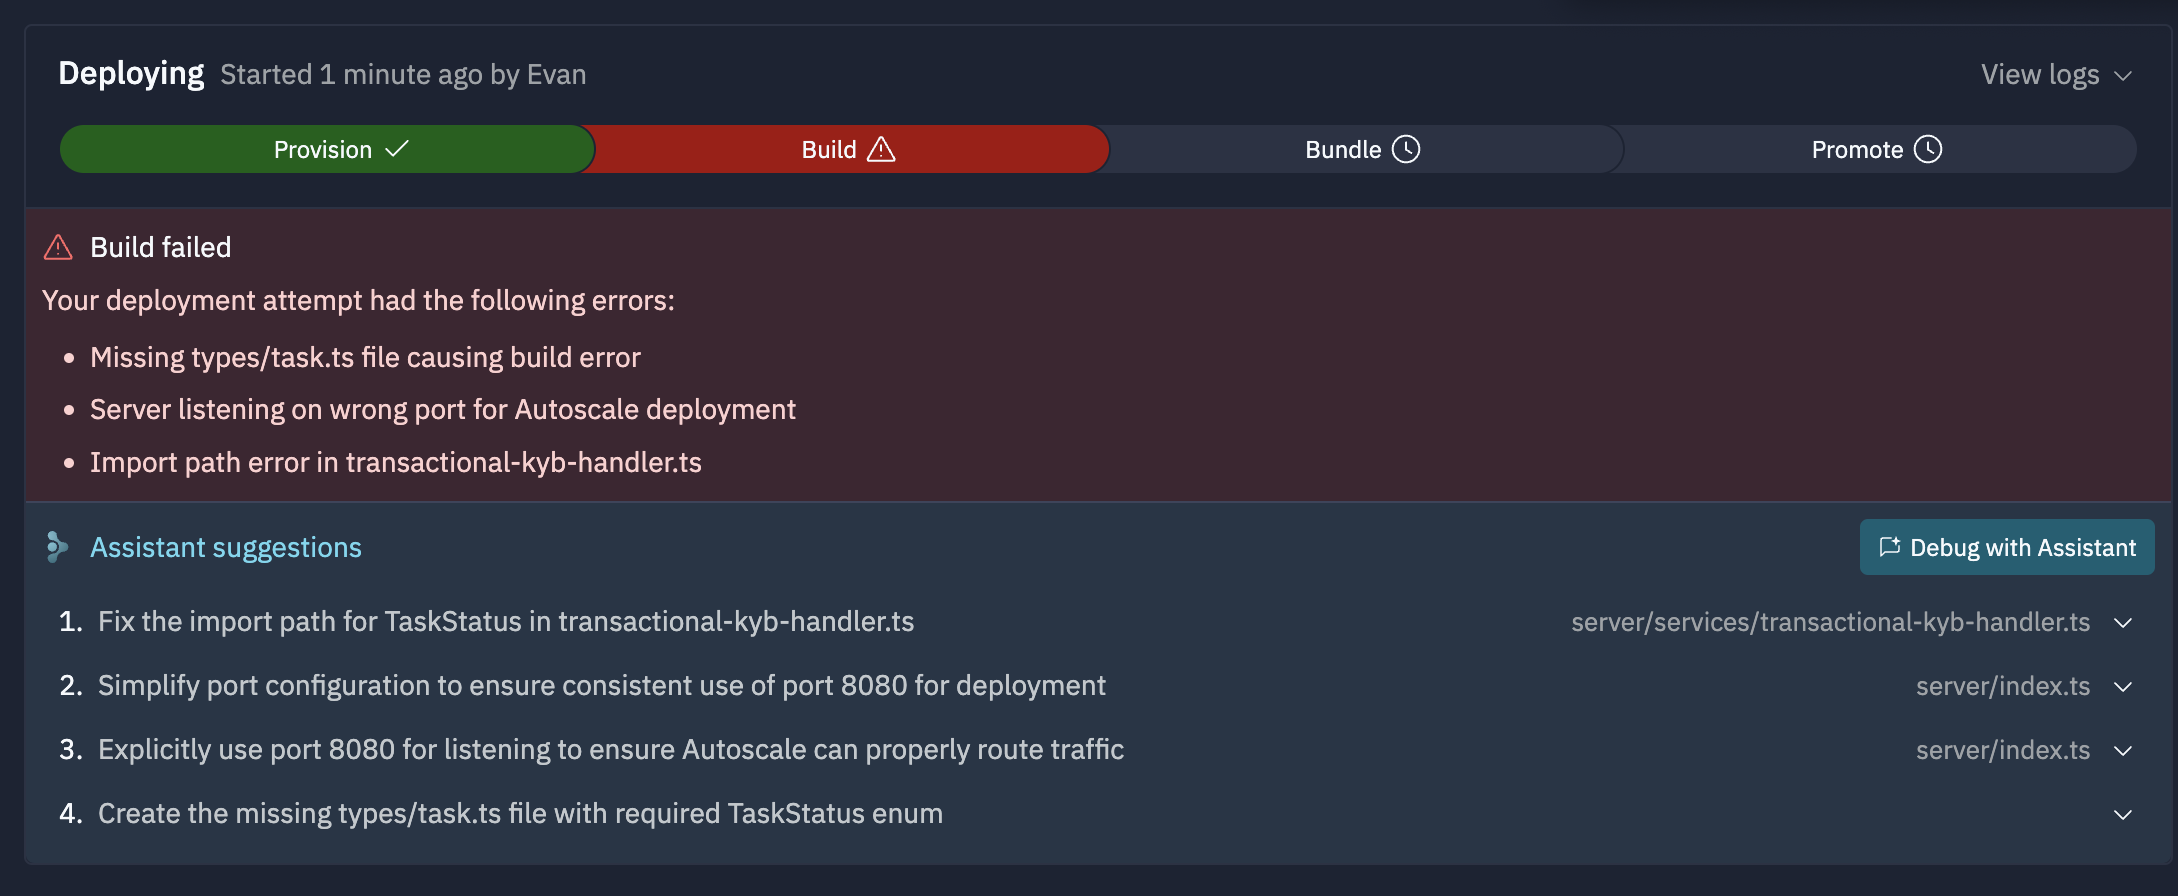 Deploying Started 1 minute ago by Evan View logs
Provision Build Bundle Promote
Build failed
Your deployment attempt had the following errors:
• Missing types/task.ts file causing build error
• Server listening on wrong port for Autoscale deployment
• Import path error in transactional-kyb-handler.ts
Assistant suggestions Debug with Assistant
1. Fix the import path for TaskStatus in transactional-kyb-handler.ts server/services/transactional-kyb-handler.ts
2. Simplify port configuration to ensure consistent use of port 8080 for deployment server/index.ts
3. Explicitly use port 8080 for listening to ensure Autoscale can properly route traffic server/index.ts
4. Create the missing types/task.ts file with required TaskStatus enum